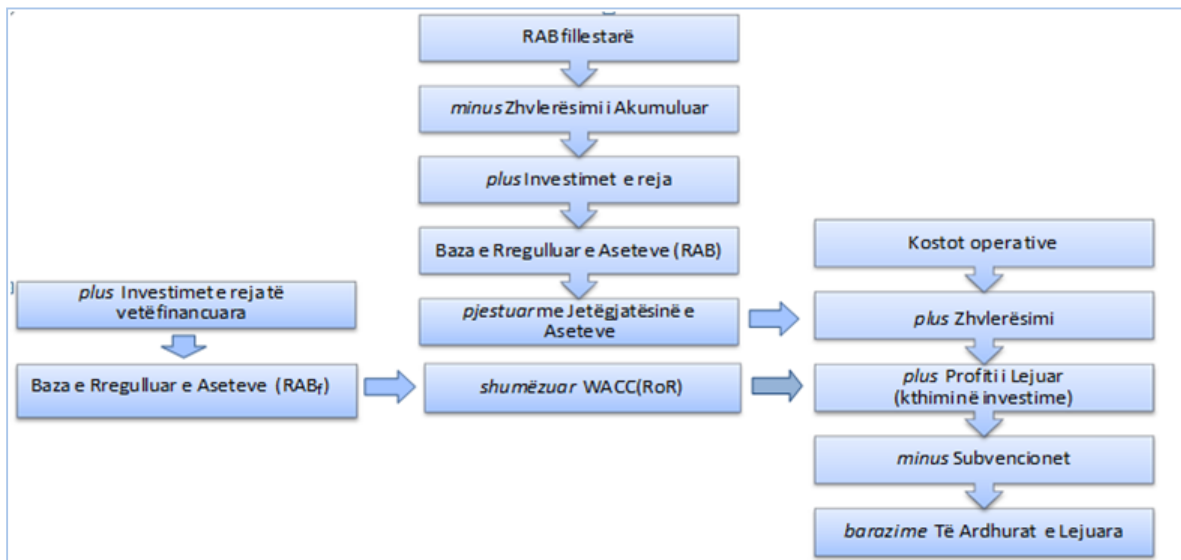 RAB fillestarë
minus Zhvlerësimi i Akumuluar
plus Investimet e reja
Baza e Rregulluar e Aseteve (RAB)
pjestuar me Jetëgjatësinë e
Aseteve
plus Investimet e reja të
vetëfinancuara
Baza e Rregulluar e Aseteve (RABf)
shumëzuar WACC(RoR)
Kostot operative
plus Zhvlerësimi
plus Profiti i Lejuar
(kthimi në investime)
minus Subvencionet
barazime Të Ardhurat e Lejuara